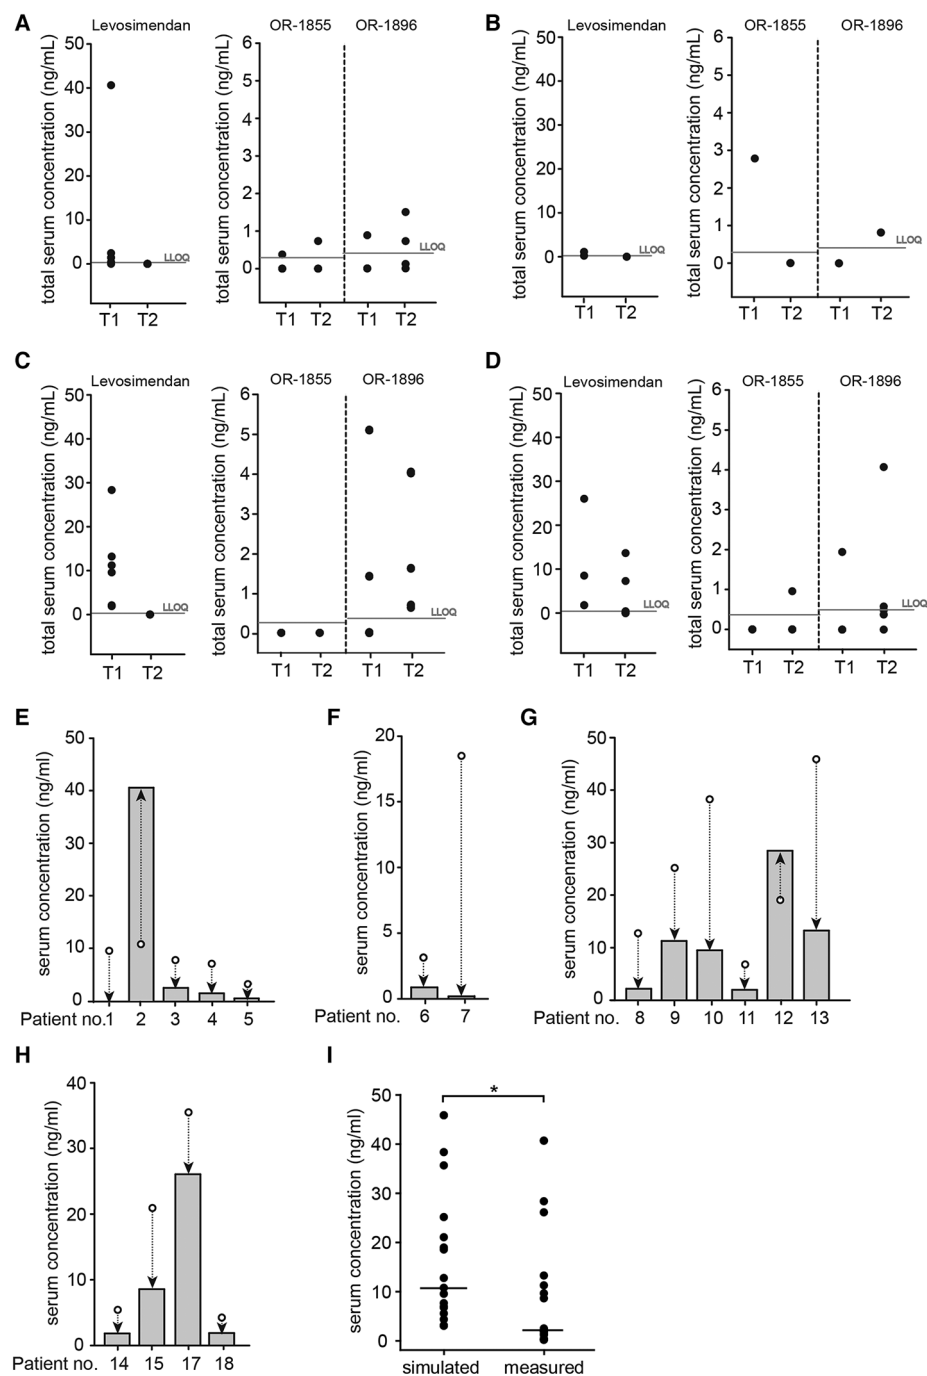 A
Levosimendan
OR-1855
OR-1896
total serum concentration (ng/mL)
50
40
30
20
10
0
LLOQ
T1
T2
total serum concentration (ng/mL)
6
5
4
3
2
1
0
LLOQ
T1
T2
T1
T2
B
Levosimendan
OR-1855
OR-1896
total serum concentration (ng/mL)
50
40
30
20
10
0
LLOQ
T1
T2
total serum concentration (ng/mL)
6
5
4
3
2
1
0
LLOQ
T1
T2
T1
T2
C
Levosimendan
OR-1855
OR-1896
total serum concentration (ng/mL)
50
40
30
20
10
0
LLOQ
T1
T2
total serum concentration (ng/mL)
6
5
4
3
2
1
0
LLOQ
T1
T2
T1
T2
D
Levosimendan
OR-1855
OR-1896
total serum concentration (ng/mL)
50
40
30
20
10
0
LLOQ
T1
T2
total serum concentration (ng/mL)
6
5
4
3
2
1
0
LLOQ
T1
T2
T1
T2
E
serum concentration (ng/ml)
50
40
30
20
10
0
Patient no.1 2 3 4 5
F
serum concentration (ng/ml)
20
15
10
5
0
Patient no. 6 7
G
serum concenration (ng/ml)
50
40
30
20
10
0
Patient no. 8 9 10 11 12 13
H
serum concentration (ng/ml)
40
30
20
10
0
Patient no. 14 15 17 18
I
serum concentration (ng/ml)
50
40
30
20
10
0
*
simulated measured